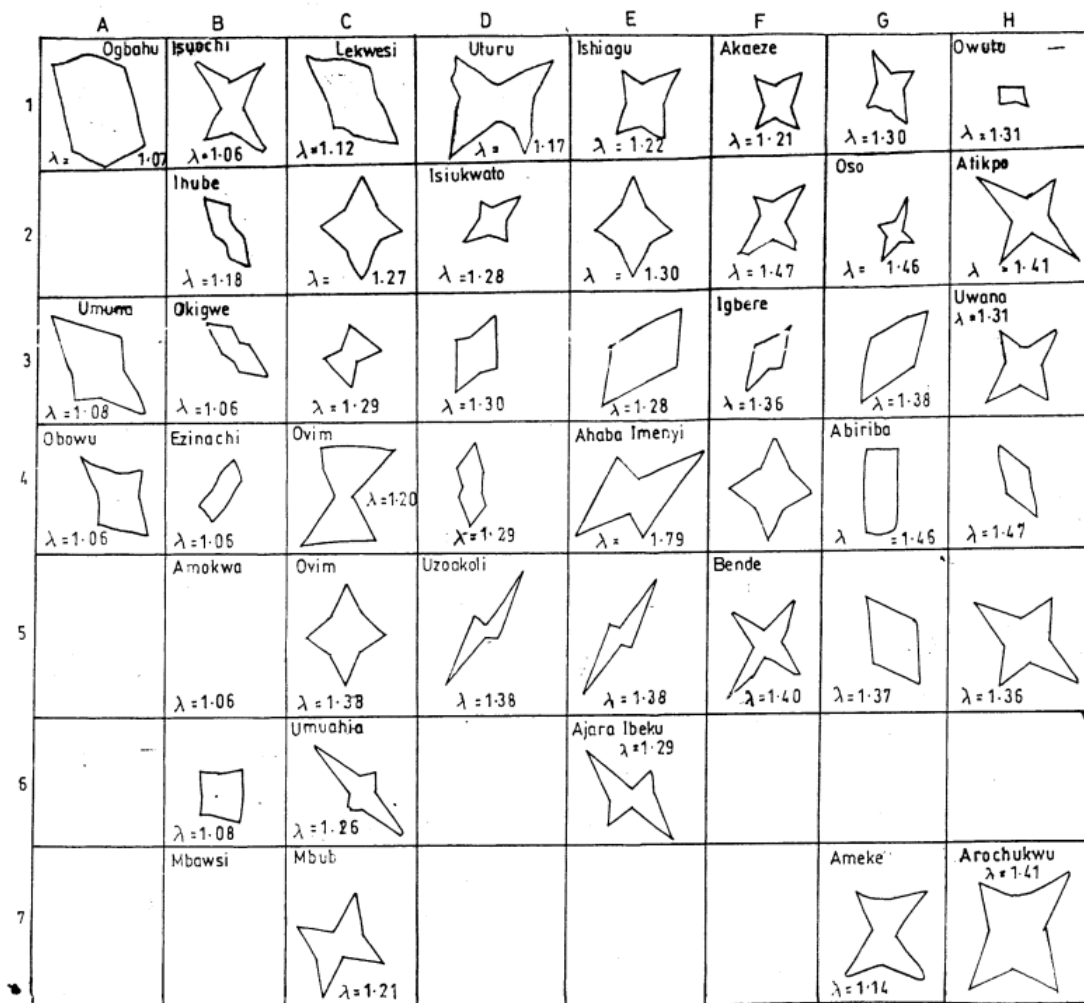 A B C D E F G H
1
Ogbahu
λ = 1·07
Isuochi
λ=1·06
Lekwesi
λ=1.12
Uturu
λ = 1·17
Ishiagu
λ = 1·22
Akaeze
λ = 1·21
λ = 1·30
Owuta
λ=1·31
2
Ihube
λ =1·18
λ= 1.27
Isiukwato
λ =1·28
λ = 1·30
λ =1·47
Oso
λ= 1·46
Atikpo
λ =1·41
3
Umuna
λ = 1·08
Okigwe
λ =1·06
λ = 1·29
λ =1·30
λ =1·28
Igbere
λ = 1·36
λ =1·38
Uwana
λ =1·31
4
Obowu
λ =1·06
Ezinachi
λ =1·06
Ovim
λ=1·20
λ =1·29
Ahaba Imenyi
λ = 1·79
Abiriba
λ =1·46
λ=1·47
5
Amokwa
λ =1·06
Ovim
λ =1·38
Uzoakoli
λ =1·38
λ =1·38
Bende
λ =1·40
λ =1·37
λ =1·36
6
λ =1·08
Umuahia
λ =1·26
Ajara Ibeku
λ =1·29
7
Mbawsi
Mbub
λ =1·21
Ameke
λ =1·14
Arochukwu
λ=1·41